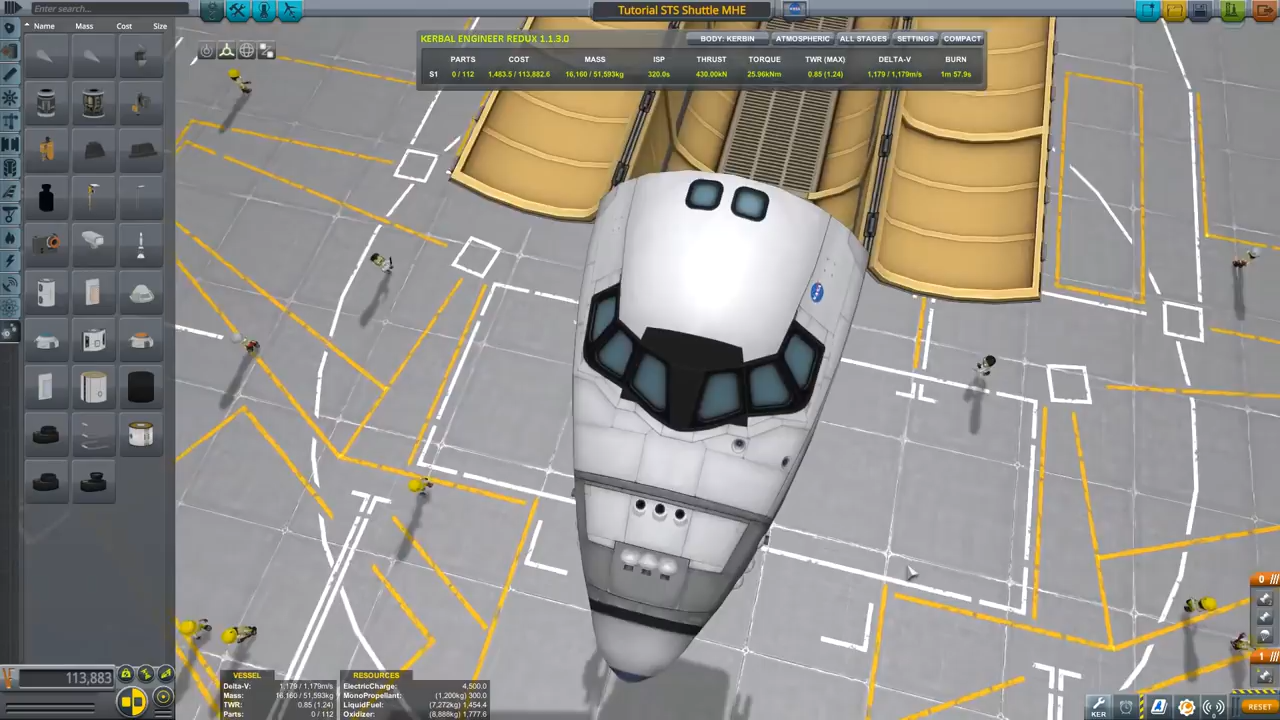 Enter search...
Tutorial STS Shuttle MHE
Name Mass Cost Size
KERBAL ENGINEER REDUX 1.1.3.0
BODY: KERBIN ATMOSPHERIC ALL STAGES SETTINGS COMPACT
PARTS COST MASS ISP THRUST TORQUE TWR (MAX) DELTA-V BURN
S1 0 / 112 1,483.5 / 113,882.6 16,160 / 51,593kg 320.0s 430.00kN 25.96kNm 0.85 (1.24) 1,179 / 1,179m/s 1m 57.9s
113,883
VESSEL
Delta-V: 1,179 / 1,179m/s
Mass: 16,160 / 51,593kg
TWR: 0.85 (1.24)
Parts: 0 / 112
RESOURCES
ElectricCharge: 4,500.0
MonoPropellant: (1,200kg) 300.0
LiquidFuel: (7,272kg) 1,454.4
Oxidizer: (8,888kg) 1,777.6
0
1
KER
RESET